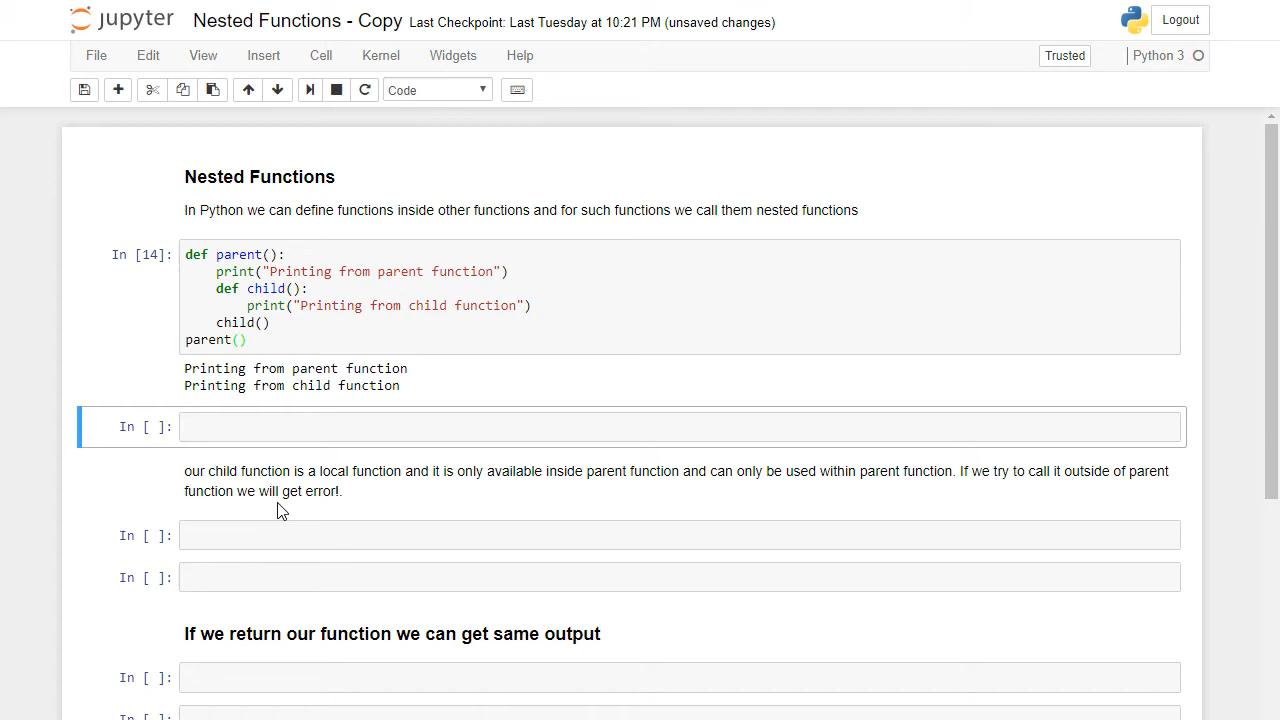 jupyter Nested Functions - Copy Last Checkpoint: Last Tuesday at 10:21 PM (unsaved changes) Logout
File Edit View Insert Cell Kernel Widgets Help Trusted Python 3
Code
Nested Functions
In Python we can define functions inside other functions and for such functions we call them nested functions
In [14]: def parent():
print("Printing from parent function")
def child():
print("Printing from child function")
child()
parent()
Printing from parent function
Printing from child function
In [ ]:
our child function is a local function and it is only available inside parent function and can only be used within parent function. If we try to call it outside of parent
function we will get error!.
In [ ]:
In [ ]:
If we return our function we can get same output
In [ ]:
In [ ]: